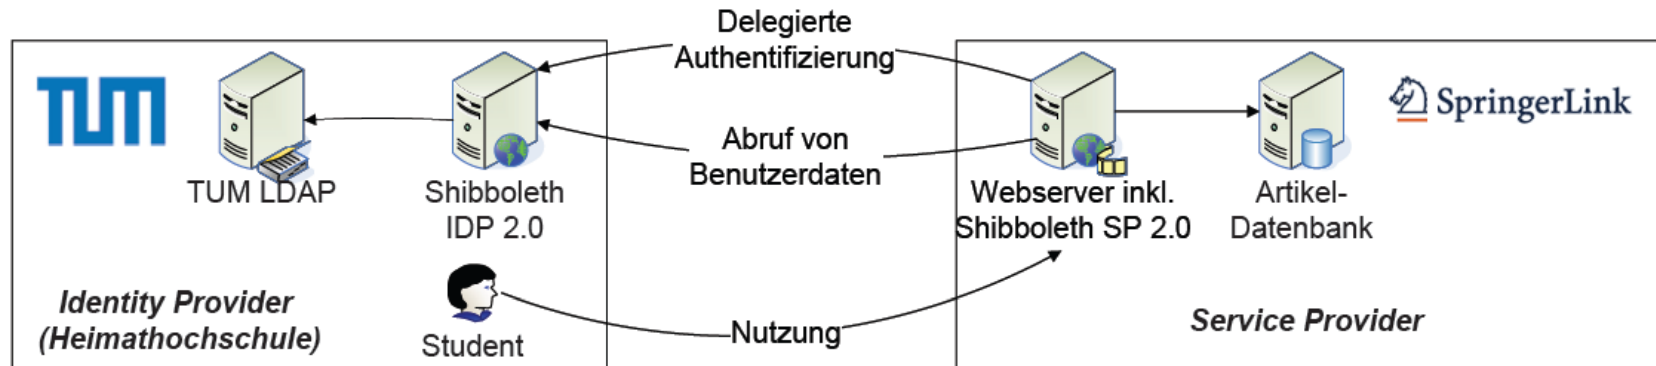 Delegierte
Authentifizierung
TUM
SpringerLink
Abruf von
Benutzerdaten
TUM LDAP
Shibboleth
IDP 2.0
Webserver inkl.
Shibboleth SP 2.0
Artikel-
Datenbank
Identity Provider
(Heimathochschule)
Student
Nutzung
Service Provider